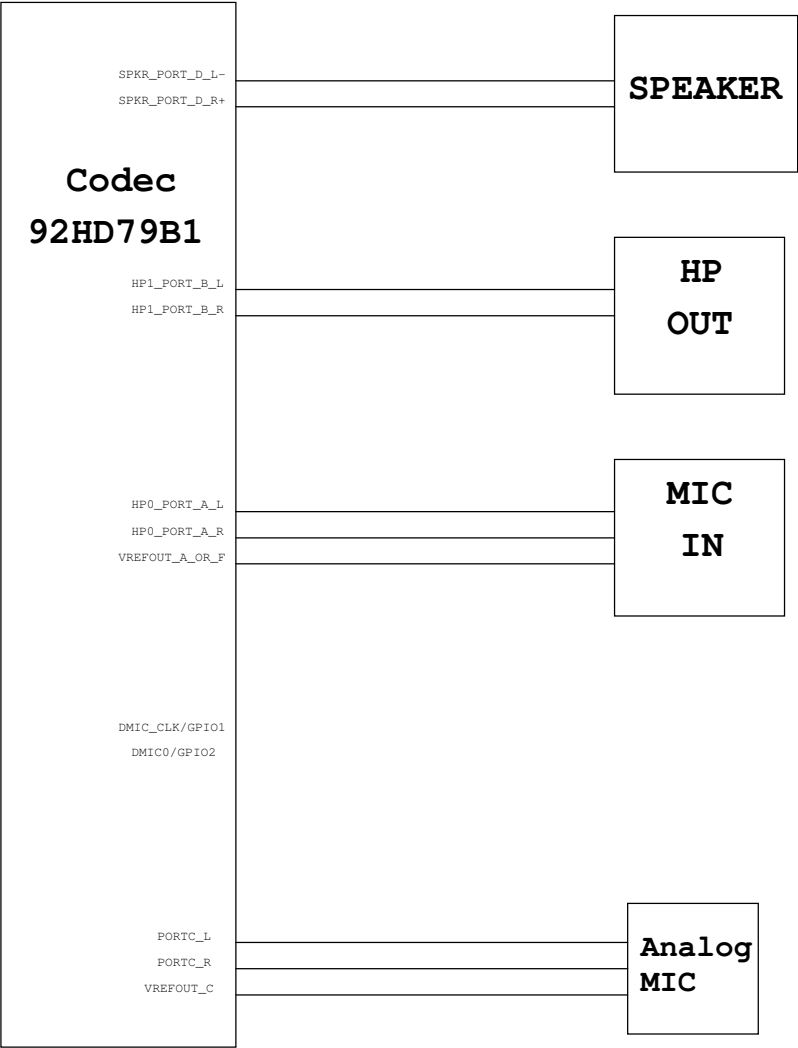 SPKR_PORT_D_L-
SPKR_PORT_D_R+
SPEAKER
Codec
92HD79B1
HP1_PORT_B_L
HP1_PORT_B_R
HP
OUT
HP0_PORT_A_L
HP0_PORT_A_R
VREFOUT_A_OR_F
MIC
IN
DMIC_CLK/GPIO1
DMIC0/GPIO2
PORTC_L
PORTC_R
VREFOUT_C
Analog
MIC